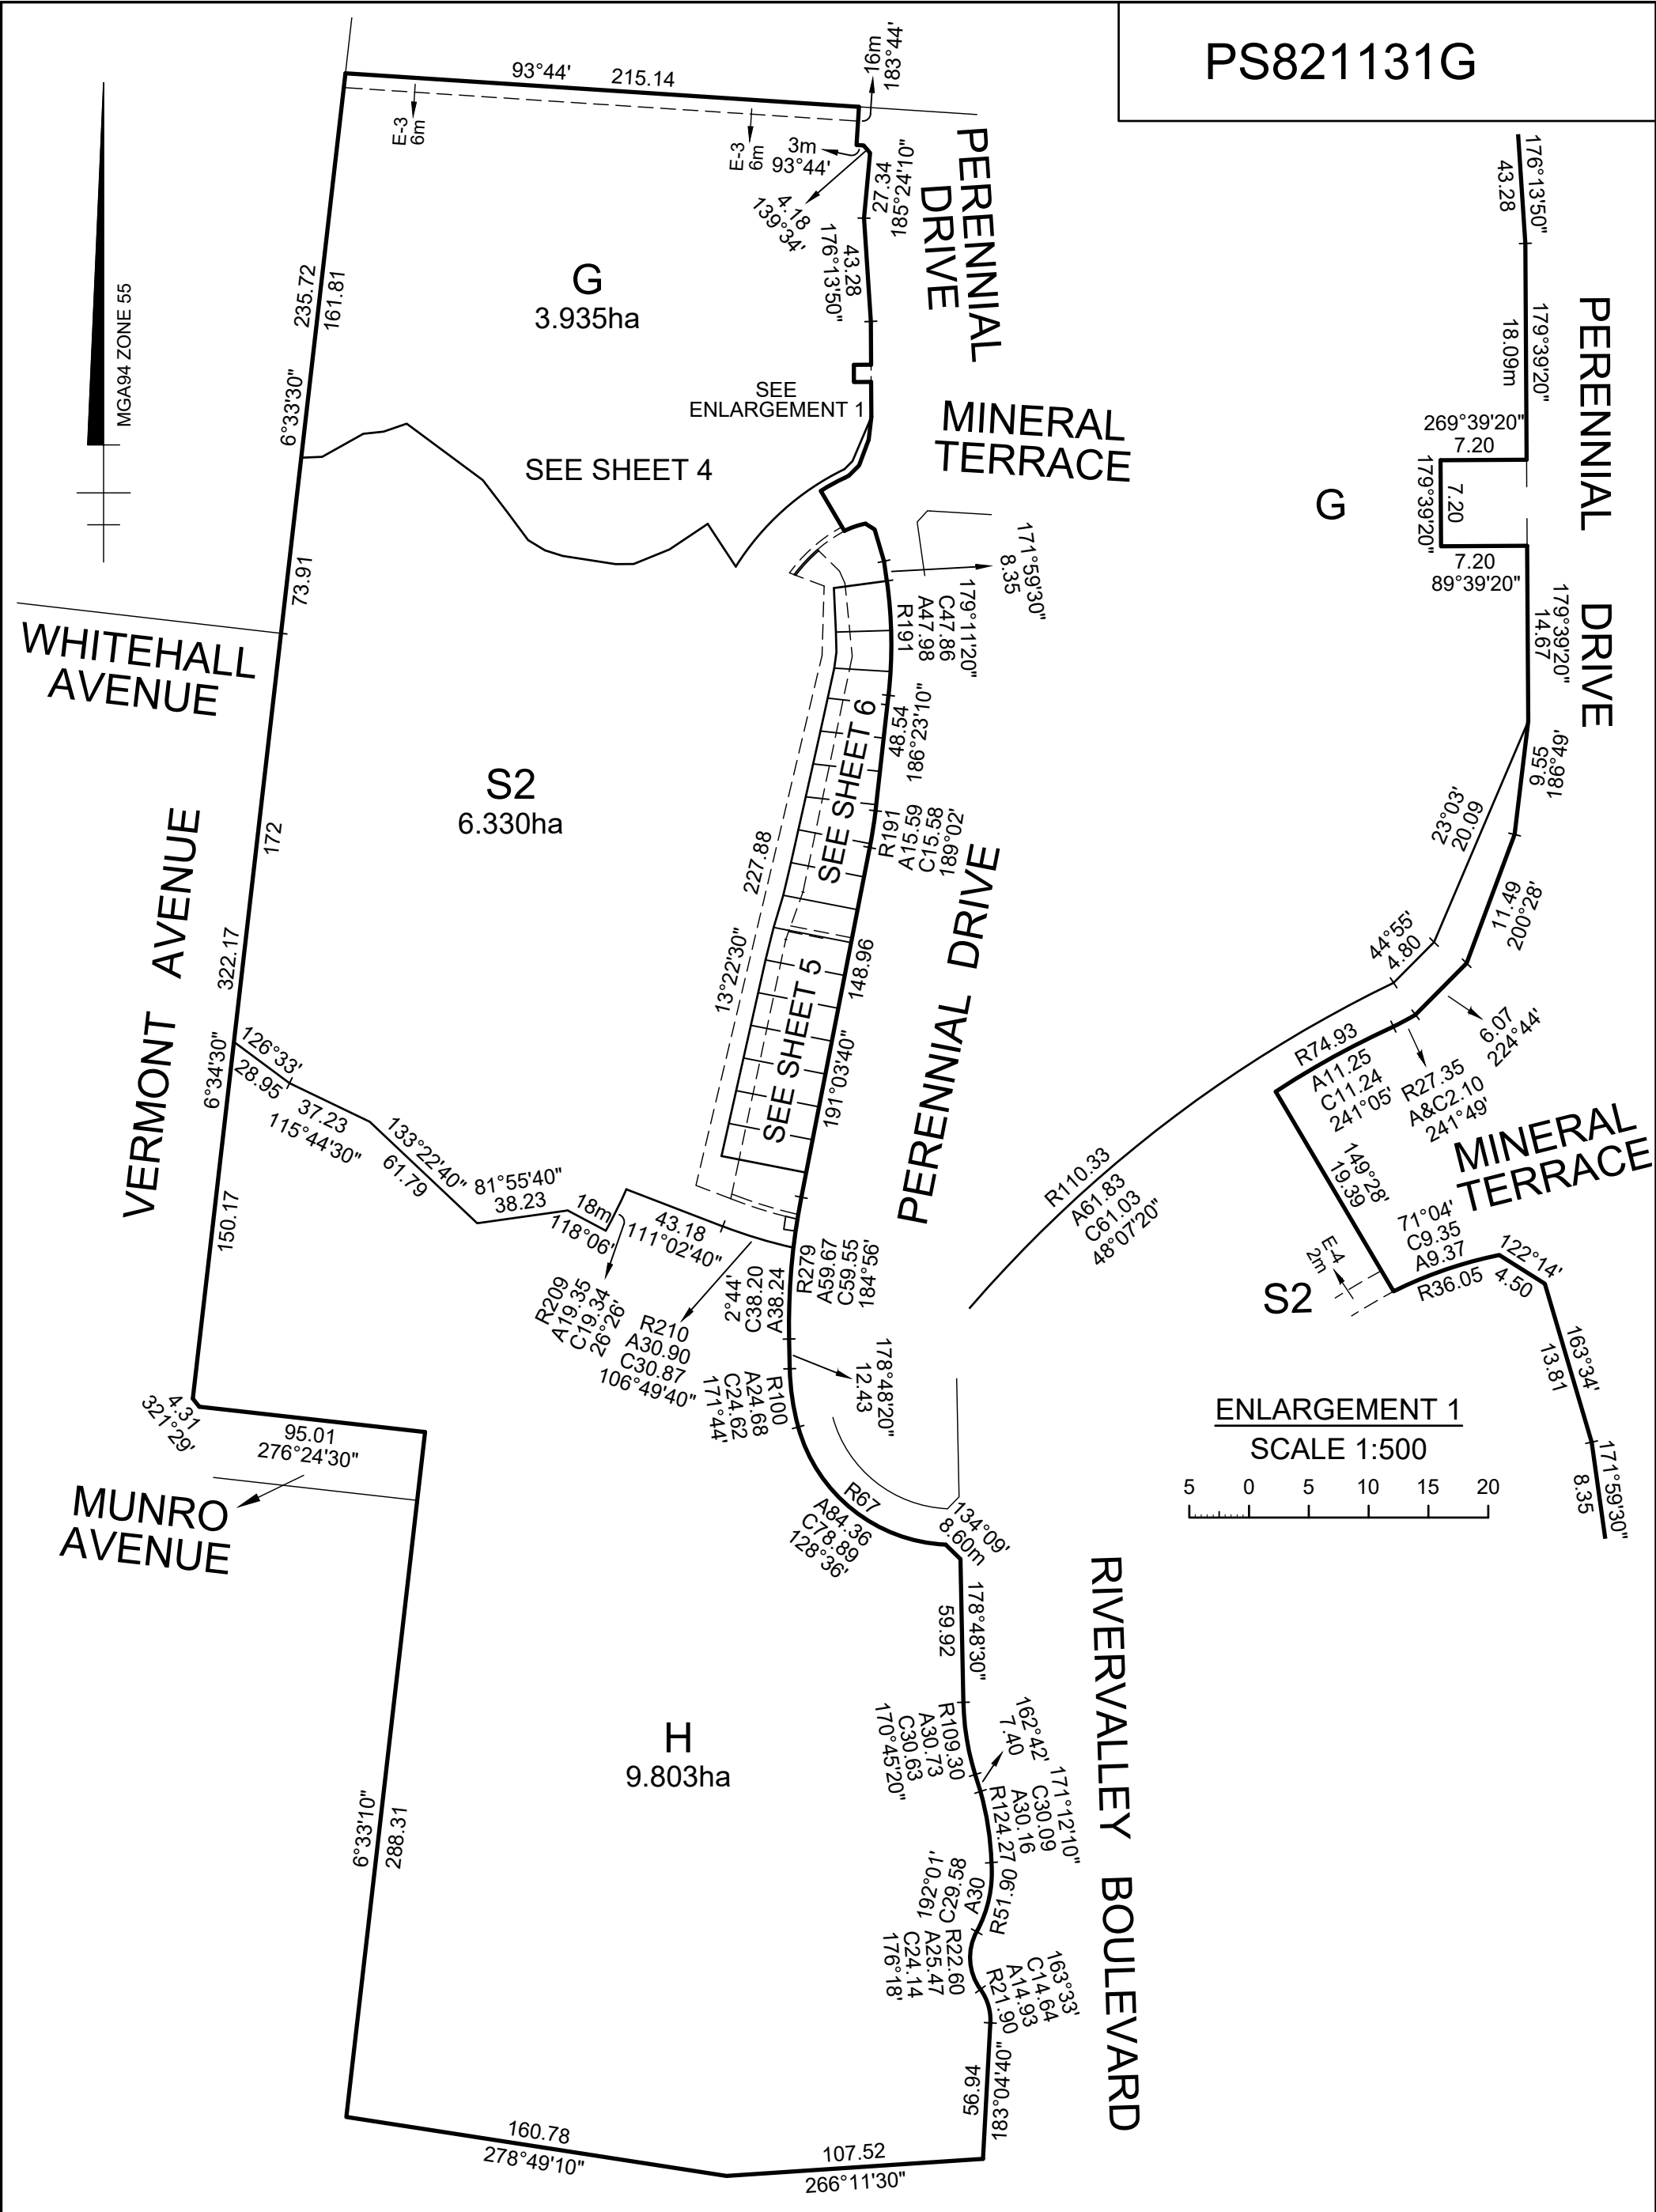 PS821131G
93°44' 215.14
16m
183°44'
E-3
6m
E-3
6m
3m
93°44'
4.18
139°34'
27.34
185°24'10"
43.28
176°13'50"
PERENNIAL
DRIVE
MGA94 ZONE 55
235.72
161.81
6°33'30"
G
3.935ha
SEE
ENLARGEMENT 1
SEE SHEET 4
MINERAL
TERRACE
73.91
WHITEHALL
AVENUE
171°59'30"
8.35
179°11'20"
C47.86
A47.98
R191
48.54
186°23'10"
SEE SHEET 6
R191
A15.59
C15.58
189°02'
S2
6.330ha
227.88
13°22'30"
172
322.17
VERMONT AVENUE
SEE SHEET 5
148.96
191°03'40"
PERENNIAL DRIVE
6°34'30"
126°33'
28.95
37.23
115°44'30"
133°22'40"
61.79
81°55'40"
38.23
18m
118°06'
43.18
111°02'40"
R209
A19.35
C19.34
26°26'
R210
A30.90
C30.87
106°49'40"
2°44'
C38.20
A38.24
R279
A59.67
C59.55
184°56'
150.17
178°48'20"
12.43
R100
A24.68
C24.62
171°44'
4.31
321°29'
95.01
276°24'30"
MUNRO
AVENUE
R67
A84.36
C78.89
128°36'
134°09'
8.60m
178°48'30"
59.92
H
9.803ha
R109.30
A30.73
C30.63
170°45'20"
162°42'
7.40
171°12'10"
C30.09
A30.16
R124.27
R51.90
A30
C29.58
192°01'
R22.60
A25.47
C24.14
176°18'
163°33'
C14.64
A14.93
R21.90
6°33'10"
288.31
56.94
183°04'40"
RIVERVALLEY BOULEVARD
160.78
278°49'10"
107.52
266°11'30"
176°13'50"
43.28
179°39'20"
18.09m
PERENNIAL DRIVE
269°39'20"
7.20
179°39'20"
7.20
G
7.20
89°39'20"
179°39'20"
14.67
9.55
186°49'
23°03'
20.09
11.49
200°28'
44°55'
4.80
6.07
224°44'
R74.93
A11.25
C11.24
241°05'
R27.35
A&C2.10
241°49'
MINERAL
TERRACE
R110.33
A61.83
C61.03
48°07'20"
149°28'
19.39
71°04'
C9.35
A9.37
R36.05
122°14'
4.50
E-4
2m
S2
163°34'
13.81
171°59'30"
8.35
ENLARGEMENT 1
SCALE 1:500
5 0 5 10 15 20